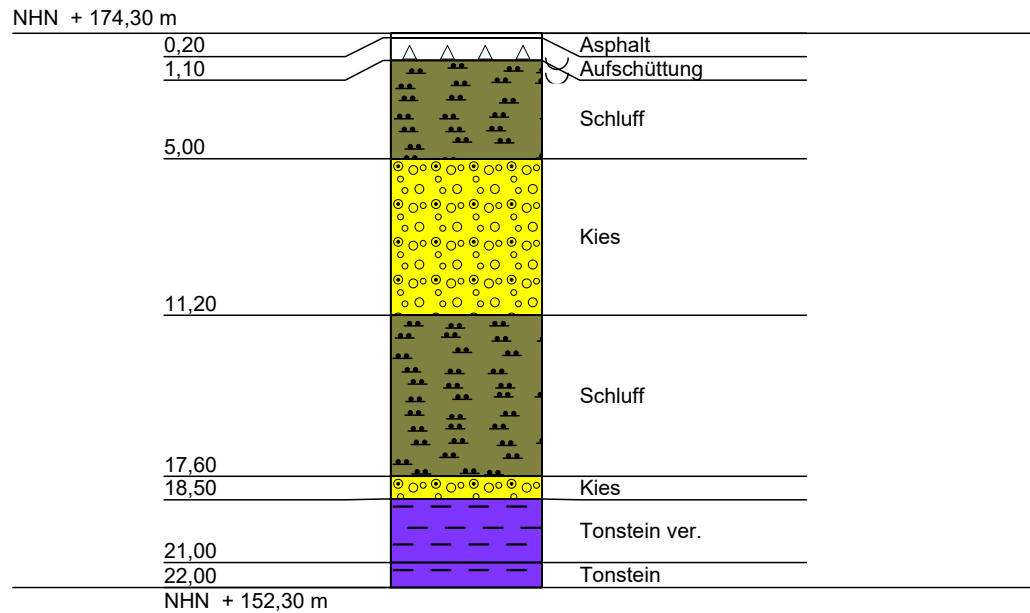 NHN + 174,30 m
0,20 Asphalt
1,10 Aufschüttung
Schluff
5,00
Kies
11,20
Schluff
17,60
18,50 Kies
Tonstein ver.
21,00
22,00 Tonstein
NHN + 152,30 m